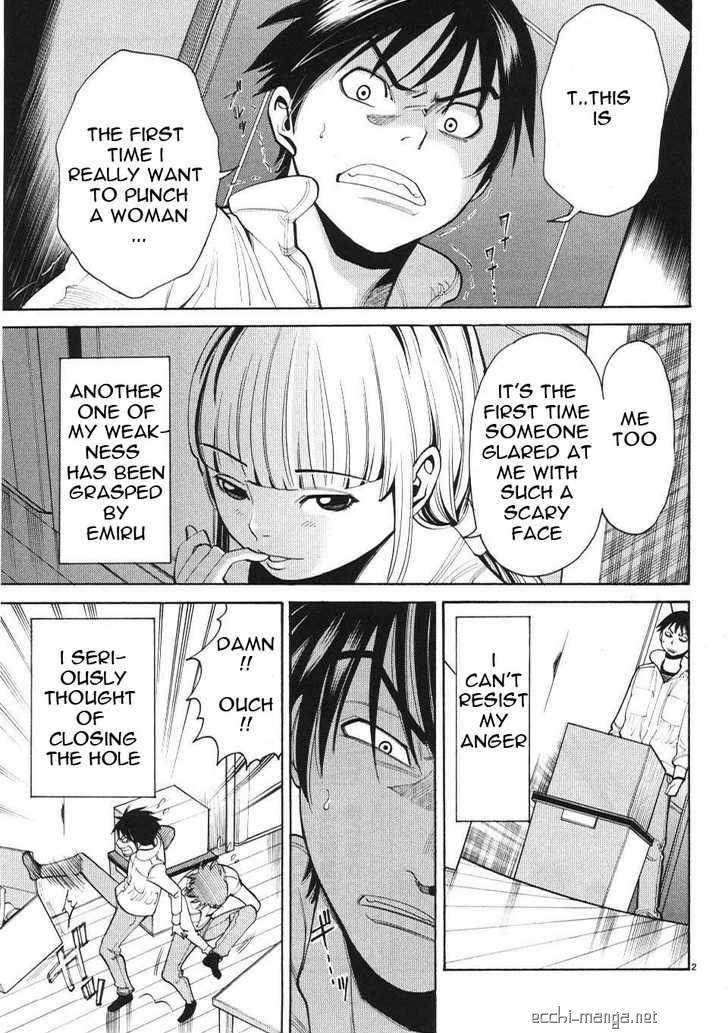 T..THIS
IS
THE FIRST
TIME I
REALLY WANT
TO PUNCH
A WOMAN
...
ME
TOO
IT'S THE
FIRST TIME
SOMEONE
GLARED AT
ME WITH
SUCH A
SCARY
FACE
ANOTHER
ONE OF
MY WEAK-
NESS
HAS BEEN
GRASPED
BY
EMIRU
I
CAN'T
RESIST
MY
ANGER
DAMN
!!
OUCH
!!
I SERI-
OUSLY
THOUGHT
OF
CLOSING
THE HOLE
2
ecchi-manga.net